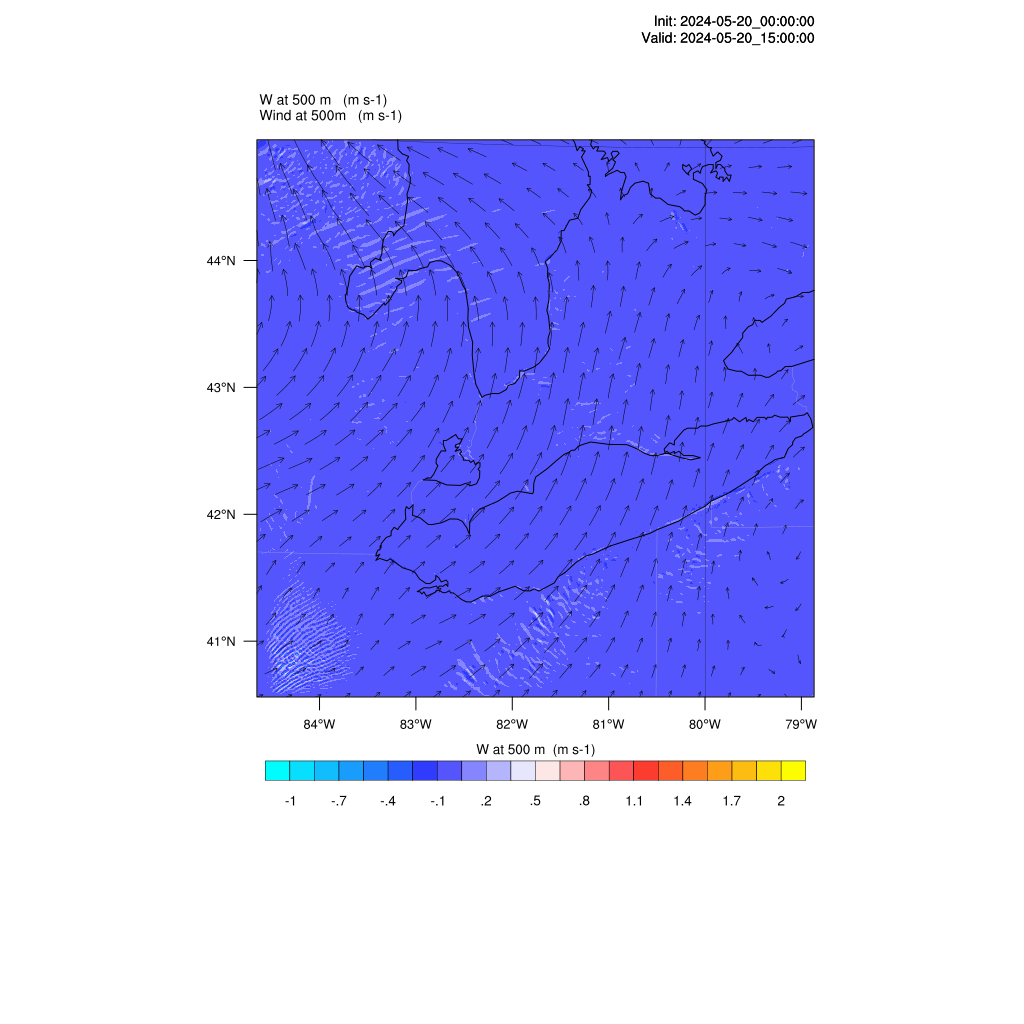 Init: 2024-05-20_00:00:00
Valid: 2024-05-20_15:00:00
W at 500 m (m s-1)
Wind at 500m (m s-1)
44°N
43°N
42°N
41°N
84°W 83°W 82°W 81°W 80°W 79°W
W at 500 m (m s-1)
-1 -.7 -.4 -.1 .2 .5 .8 1.1 1.4 1.7 2